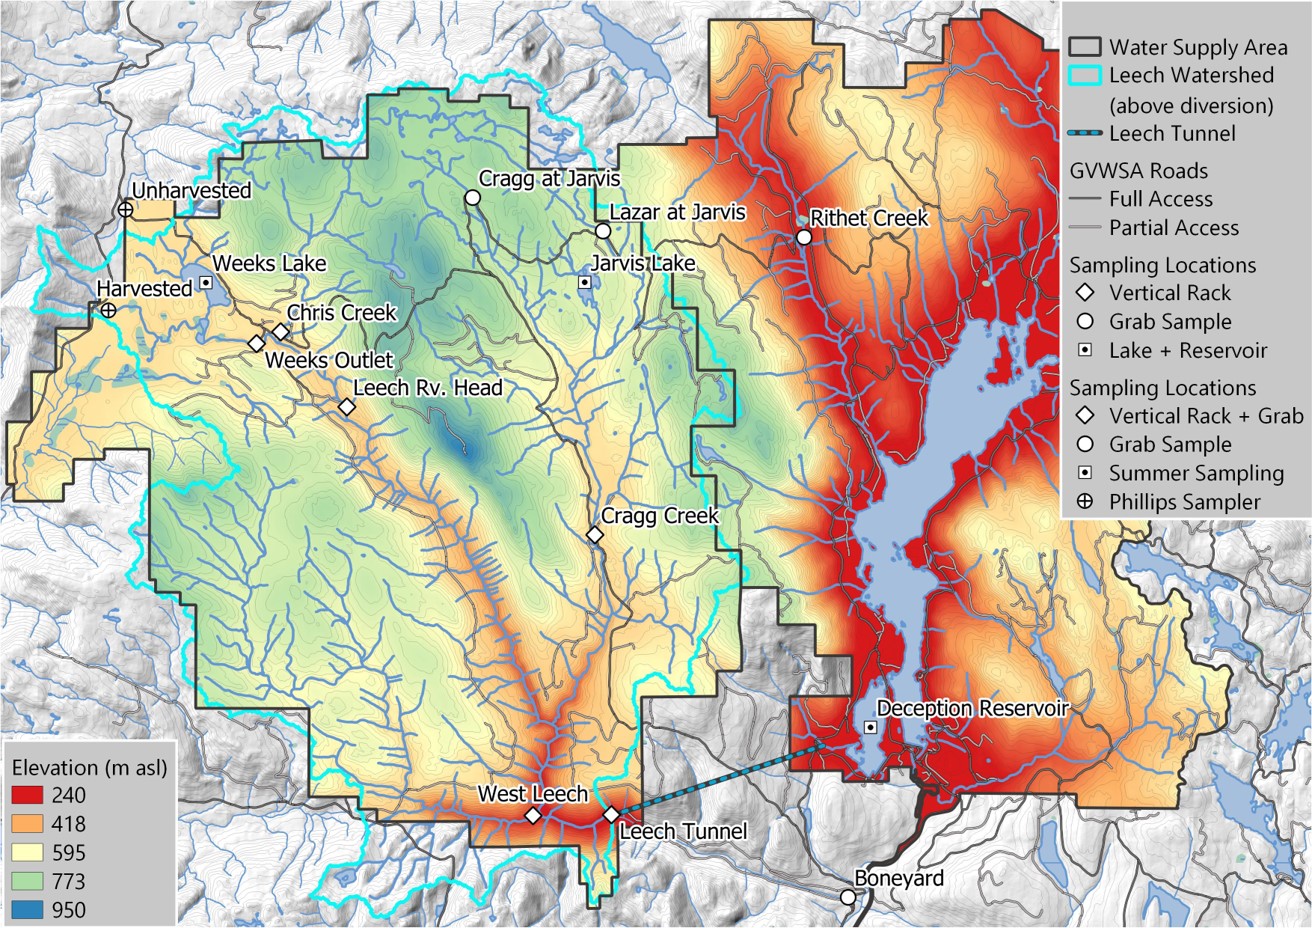 Water Supply Area
Leech Watershed
(above diversion)
Leech Tunnel
GVWSA Roads
Full Access
Partial Access
Sampling Locations
Vertical Rack
Grab Sample
Lake + Reservoir
Sampling Locations
Vertical Rack + Grab
Grab Sample
Summer Sampling
Phillips Sampler
Cragg at Jarvis
Unharvested
Lazar at Jarvis
Rithet Creek
Weeks Lake
Jarvis Lake
Harvested
Chris Creek
Weeks Outlet
Leech Rv. Head
Cragg Creek
Deception Reservoir
West Leech
Leech Tunnel
Boneyard
Elevation (m asl)
240
418
595
773
950